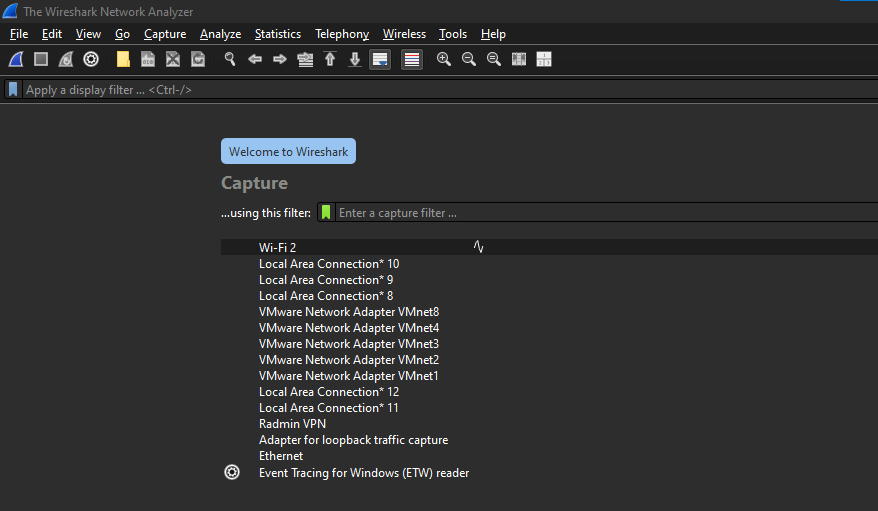 The Wireshark Network Analyzer
File Edit View Go Capture Analyze Statistics Telephony Wireless Tools Help
Apply a display filter ... <Ctrl-/>
Welcome to Wireshark
Capture
...using this filter: Enter a capture filter ...
Wi-Fi 2
Local Area Connection* 10
Local Area Connection* 9
Local Area Connection* 8
VMware Network Adapter VMnet8
VMware Network Adapter VMnet4
VMware Network Adapter VMnet3
VMware Network Adapter VMnet2
VMware Network Adapter VMnet1
Local Area Connection* 12
Local Area Connection* 11
Radmin VPN
Adapter for loopback traffic capture
Ethernet
Event Tracing for Windows (ETW) reader